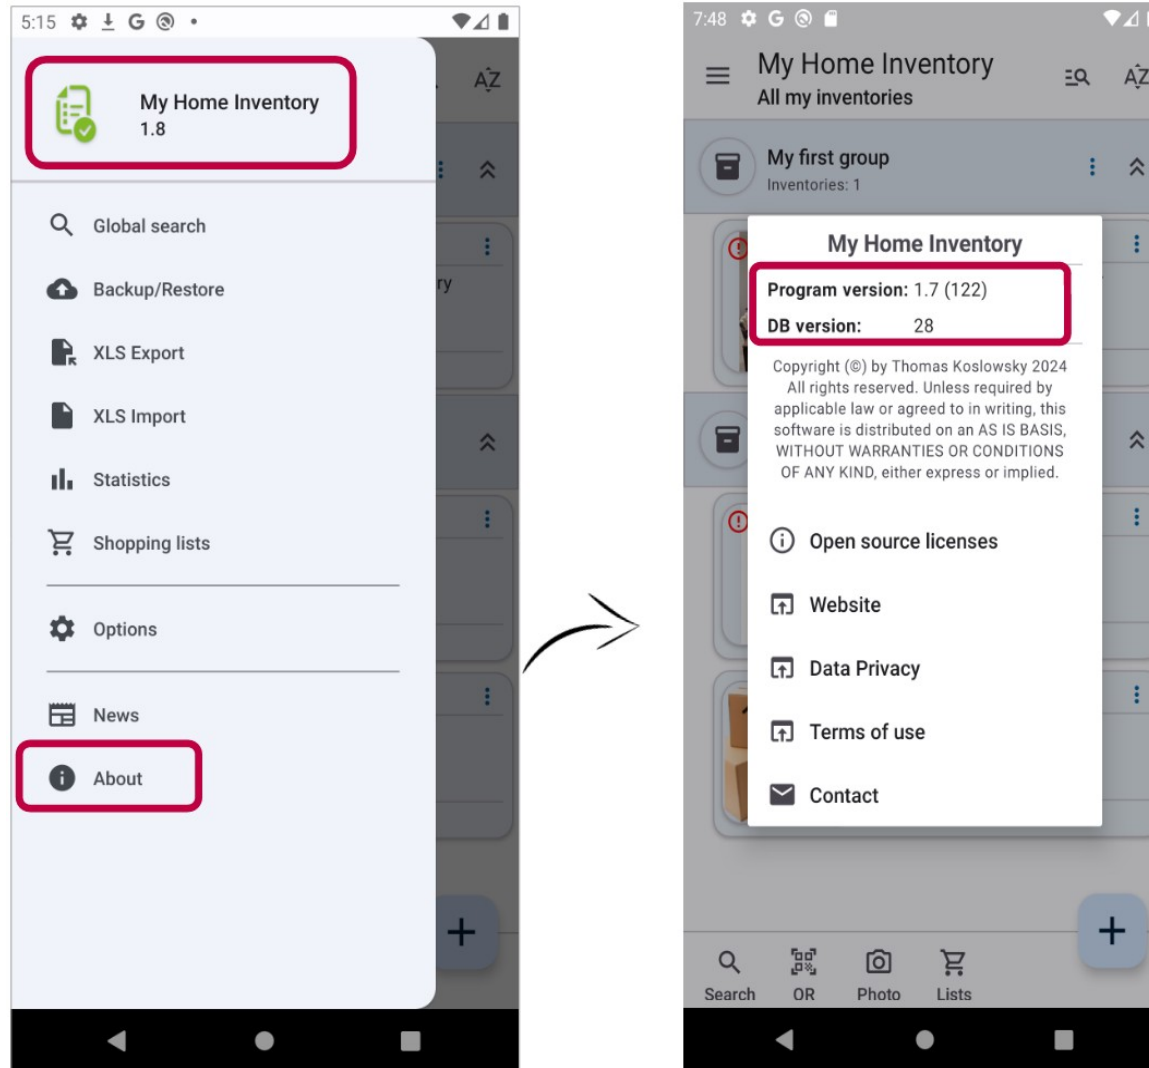 5:15
My Home Inventory
1.8
Global search
Backup/Restore
XLS Export
XLS Import
Statistics
Shopping lists
Options
News
About
AZ
ry
7:48
My Home Inventory
All my inventories
AZ
My first group
Inventories: 1
My Home Inventory
Program version: 1.7 (122)
DB version: 28
Copyright (©) by Thomas Koslowsky 2024
All rights reserved. Unless required by
applicable law or agreed to in writing, this
software is distributed on an AS IS BASIS,
WITHOUT WARRANTIES OR CONDITIONS
OF ANY KIND, either express or implied.
Open source licenses
Website
Data Privacy
Terms of use
Contact
Search QR Photo Lists